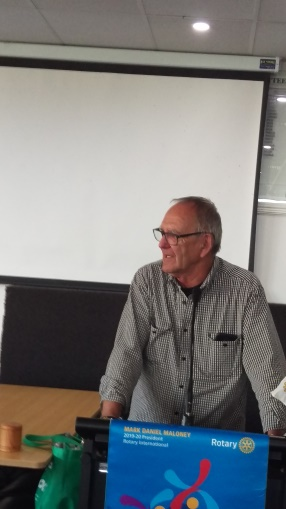 MARK DANIEL MALONEY
2019-20 President
Rotary International
Rotary